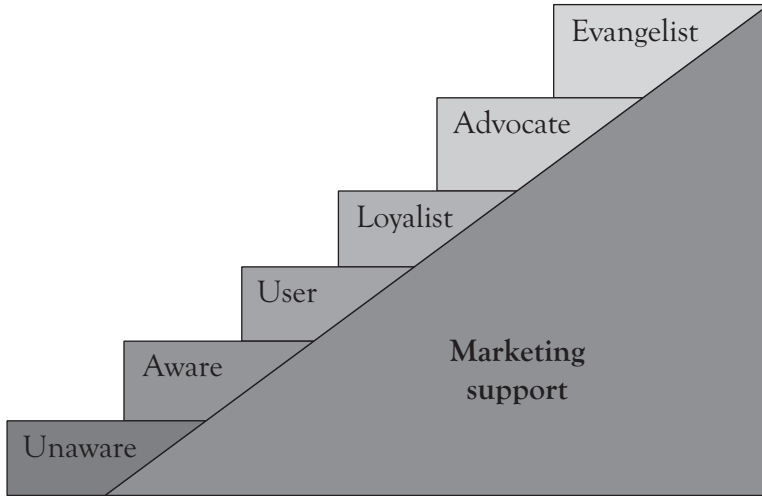 Evangelist
Advocate
Loyalist
User
Aware
Unaware
Marketing
support